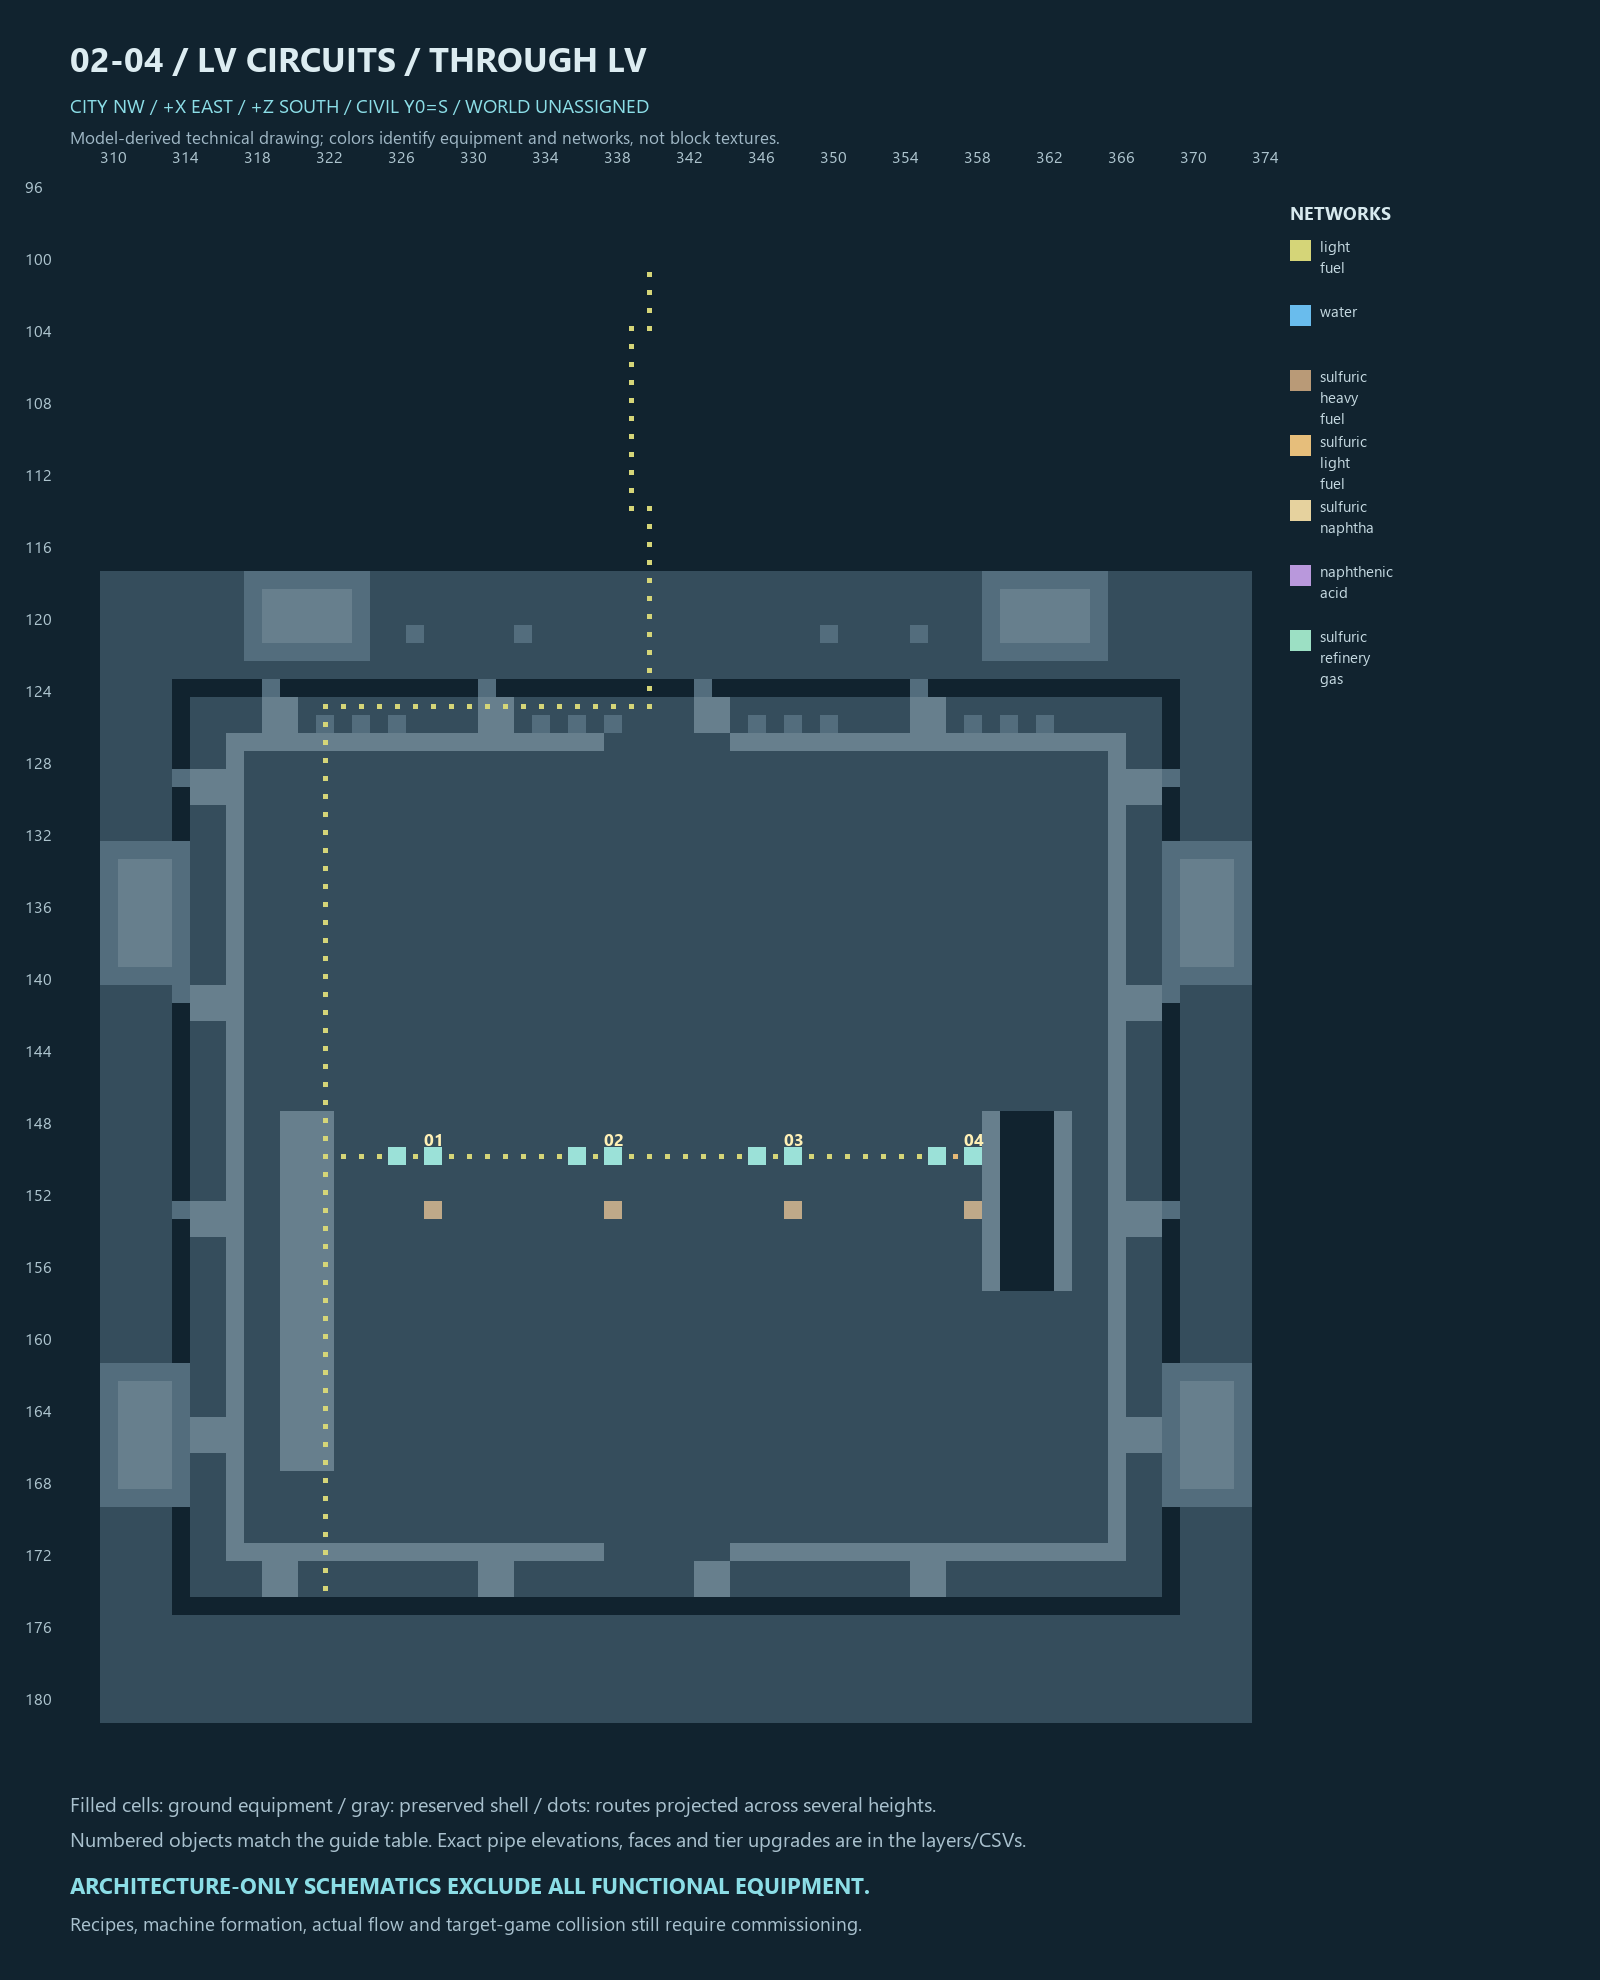 02-04 / LV CIRCUITS / THROUGH LV
CITY NW / +X EAST / +Z SOUTH / CIVIL Y0=S / WORLD UNASSIGNED
Model-derived technical drawing; colors identify equipment and networks, not block textures.
310 314 318 322 326 330 334 338 342 346 350 354 358 362 366 370 374
96
NETWORKS
light
fuel
100
water
104
sulfuric
heavy
fuel
108
sulfuric
light
fuel
112
sulfuric
naphtha
116
naphthenic
acid
120
sulfuric
refinery
gas
124
128
132
136
140
144
148
01 02 03 04
152
156
160
164
168
172
176
180
Filled cells: ground equipment / gray: preserved shell / dots: routes projected across several heights.
Numbered objects match the guide table. Exact pipe elevations, faces and tier upgrades are in the layers/CSVs.
ARCHITECTURE-ONLY SCHEMATICS EXCLUDE ALL FUNCTIONAL EQUIPMENT.
Recipes, machine formation, actual flow and target-game collision still require commissioning.